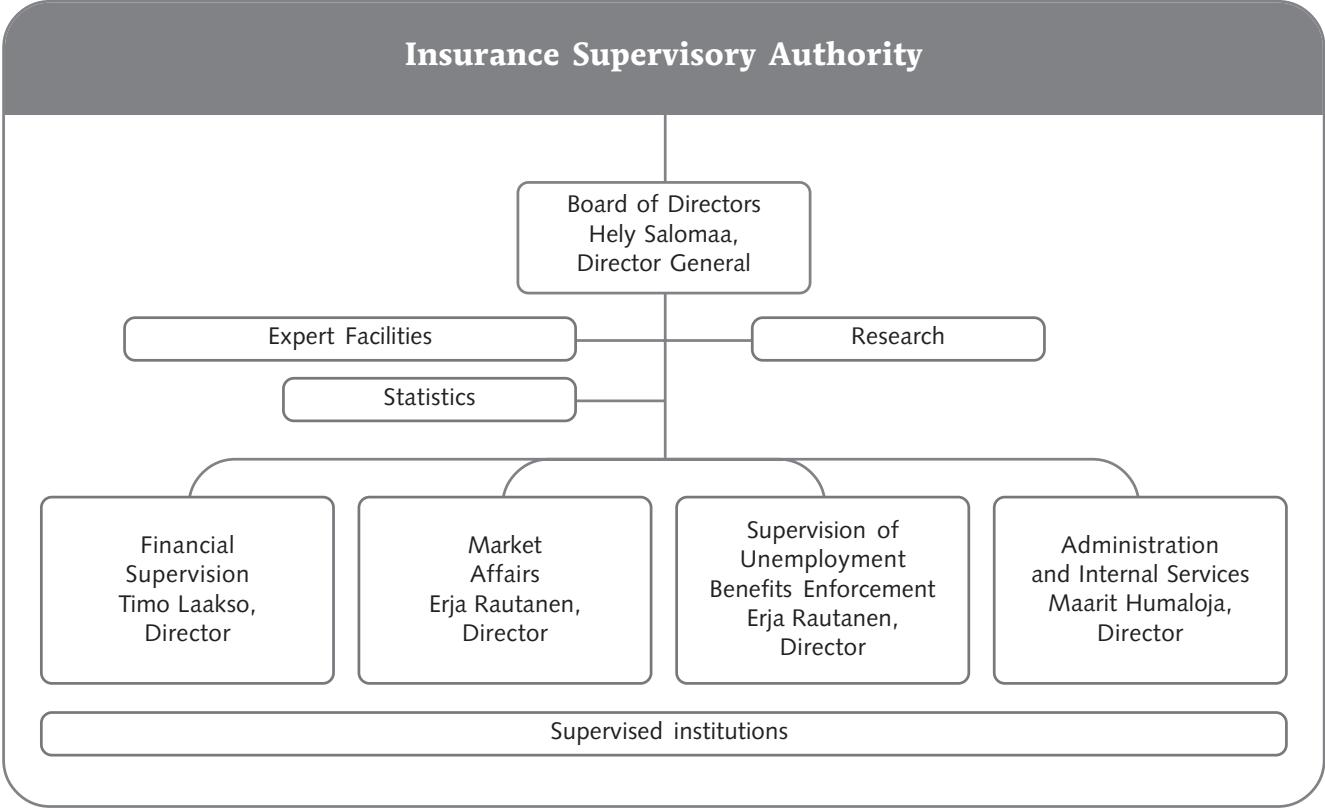 Insurance Supervisory Authority
Board of Directors
Hely Salomaa,
Director General
Expert Facilities
Research
Statistics
Financial
Supervision
Timo Laakso,
Director
Market
Affairs
Erja Rautanen,
Director
Supervision of
Unemployment
Benefits Enforcement
Erja Rautanen,
Director
Administration
and Internal Services
Maarit Humaloja,
Director
Supervised institutions